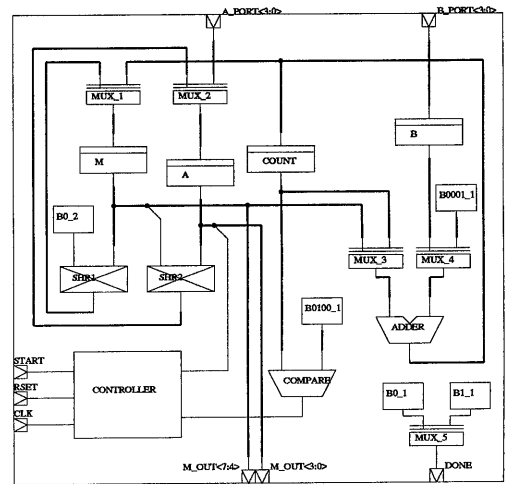 A_PORT<3:0>
B_PORT<3:0>
MUX_1
MUX_2
M
A
COUNT
B
B0_2
B0001_1
MUX_3
MUX_4
SHR1
SHR2
B0100_1
ADDER
START
RSET
CLK
CONTROLLER
COMPARE
B0_1
B1_1
MUX_5
M_OUT<7:4>
M_OUT<3:0>
DONE